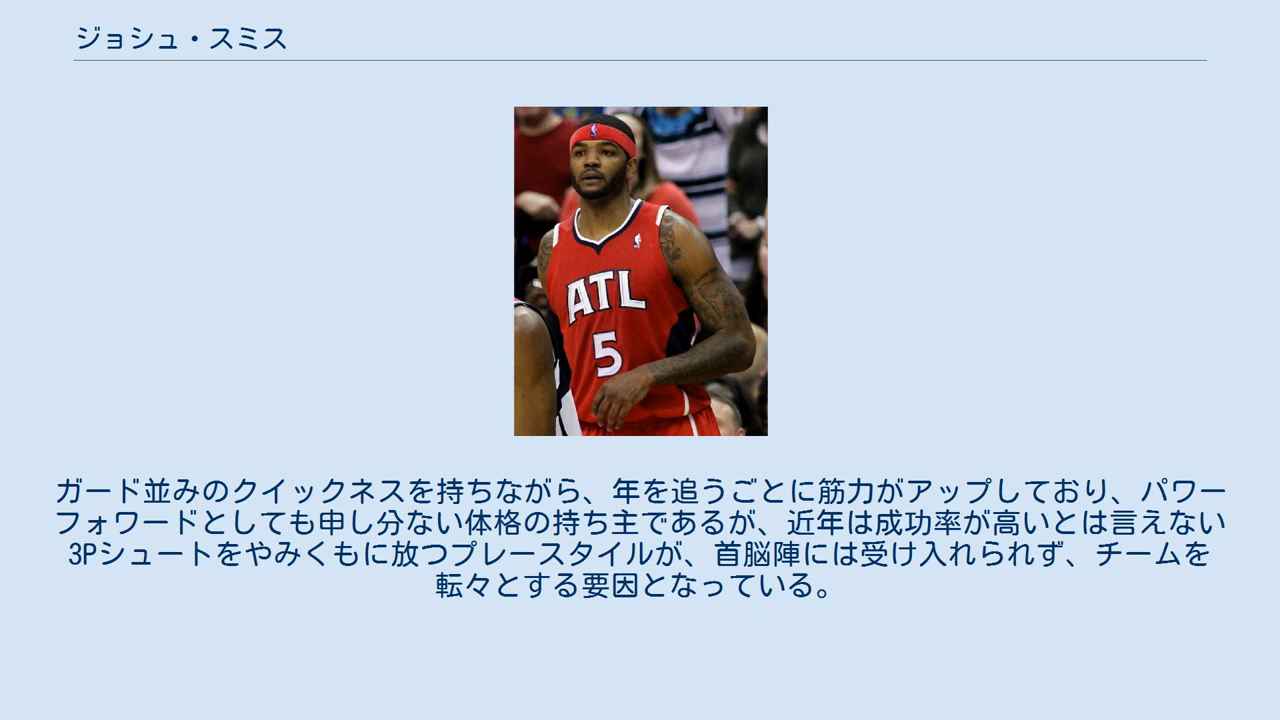 ジョシュ・スミス
ATL
5
ガード並みのクイックネスを持ちながら、年を追うごとに筋力がアップしており、パワー
フォワードとしても申し分ない体格の持ち主であるが、近年は成功率が高いとは言えない
3Pシュートをやみくもに放つプレースタイルが、首脳陣には受け入れられず、チームを
転々とする要因となっている。